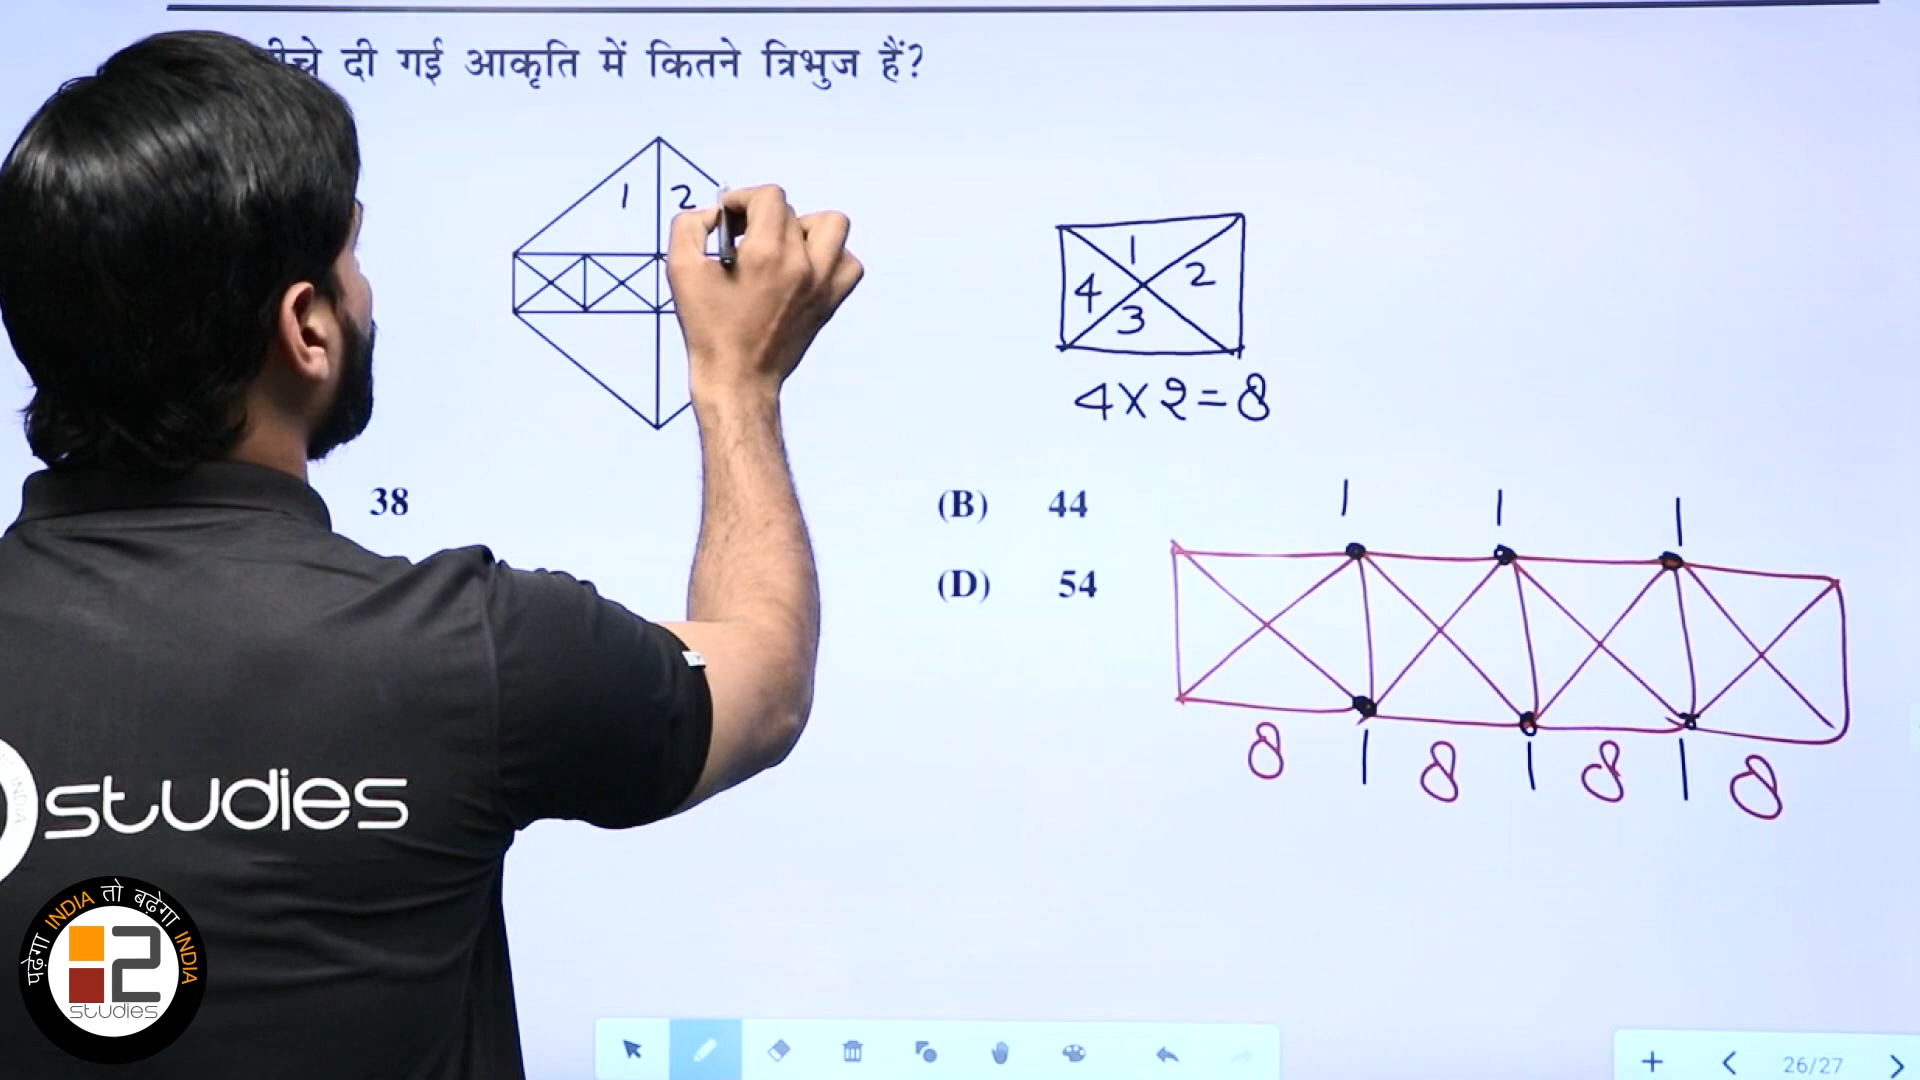 दी गई आकृति में कितने त्रिभुज हैं?
1 2
1
4 2
3
4 x 2 = 8
38
(B) 44
(D) 54
1 1 1
8 1 8 1 8 1 8
studies
पढ़ेगा INDIA तो बढ़ेगा INDIA
i2
studies
26/27